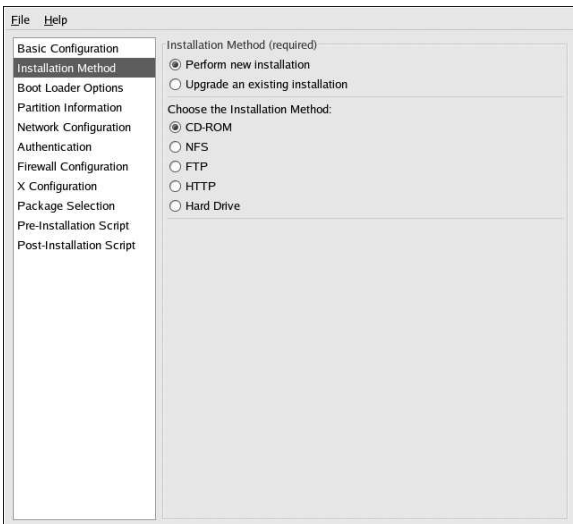 File Help
Basic Configuration
Installation Method
Boot Loader Options
Partition Information
Network Configuration
Authentication
Firewall Configuration
X Configuration
Package Selection
Pre-Installation Script
Post-Installation Script
Installation Method (required)
Perform new installation
Upgrade an existing installation
Choose the Installation Method:
CD-ROM
NFS
FTP
HTTP
Hard Drive